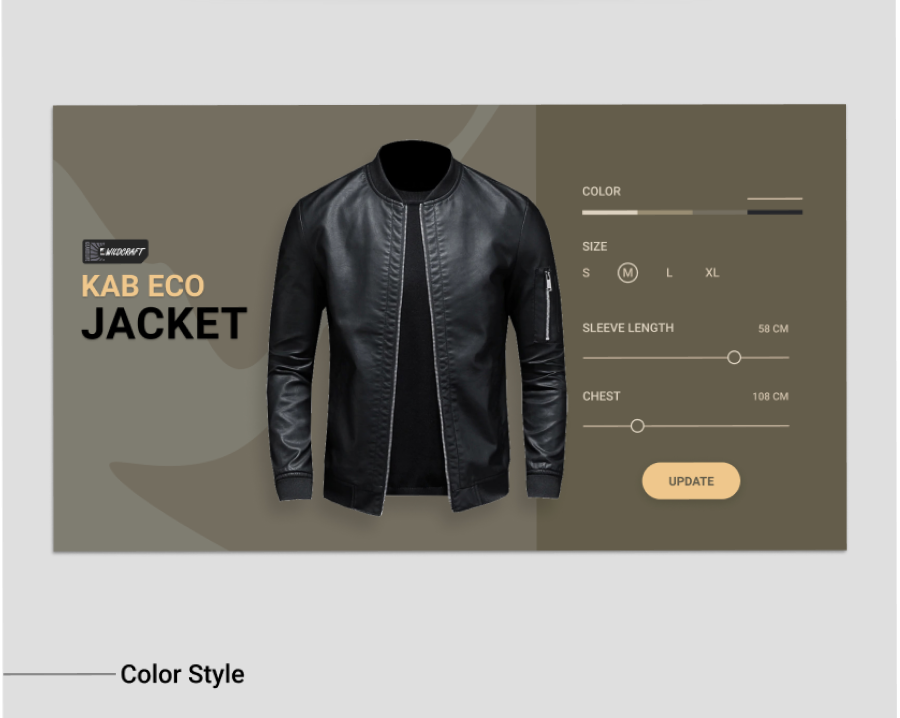 WILDCRAFT
KAB ECO
JACKET
COLOR
SIZE
S M L XL
SLEEVE LENGTH 58 CM
CHEST 108 CM
UPDATE
Color Style